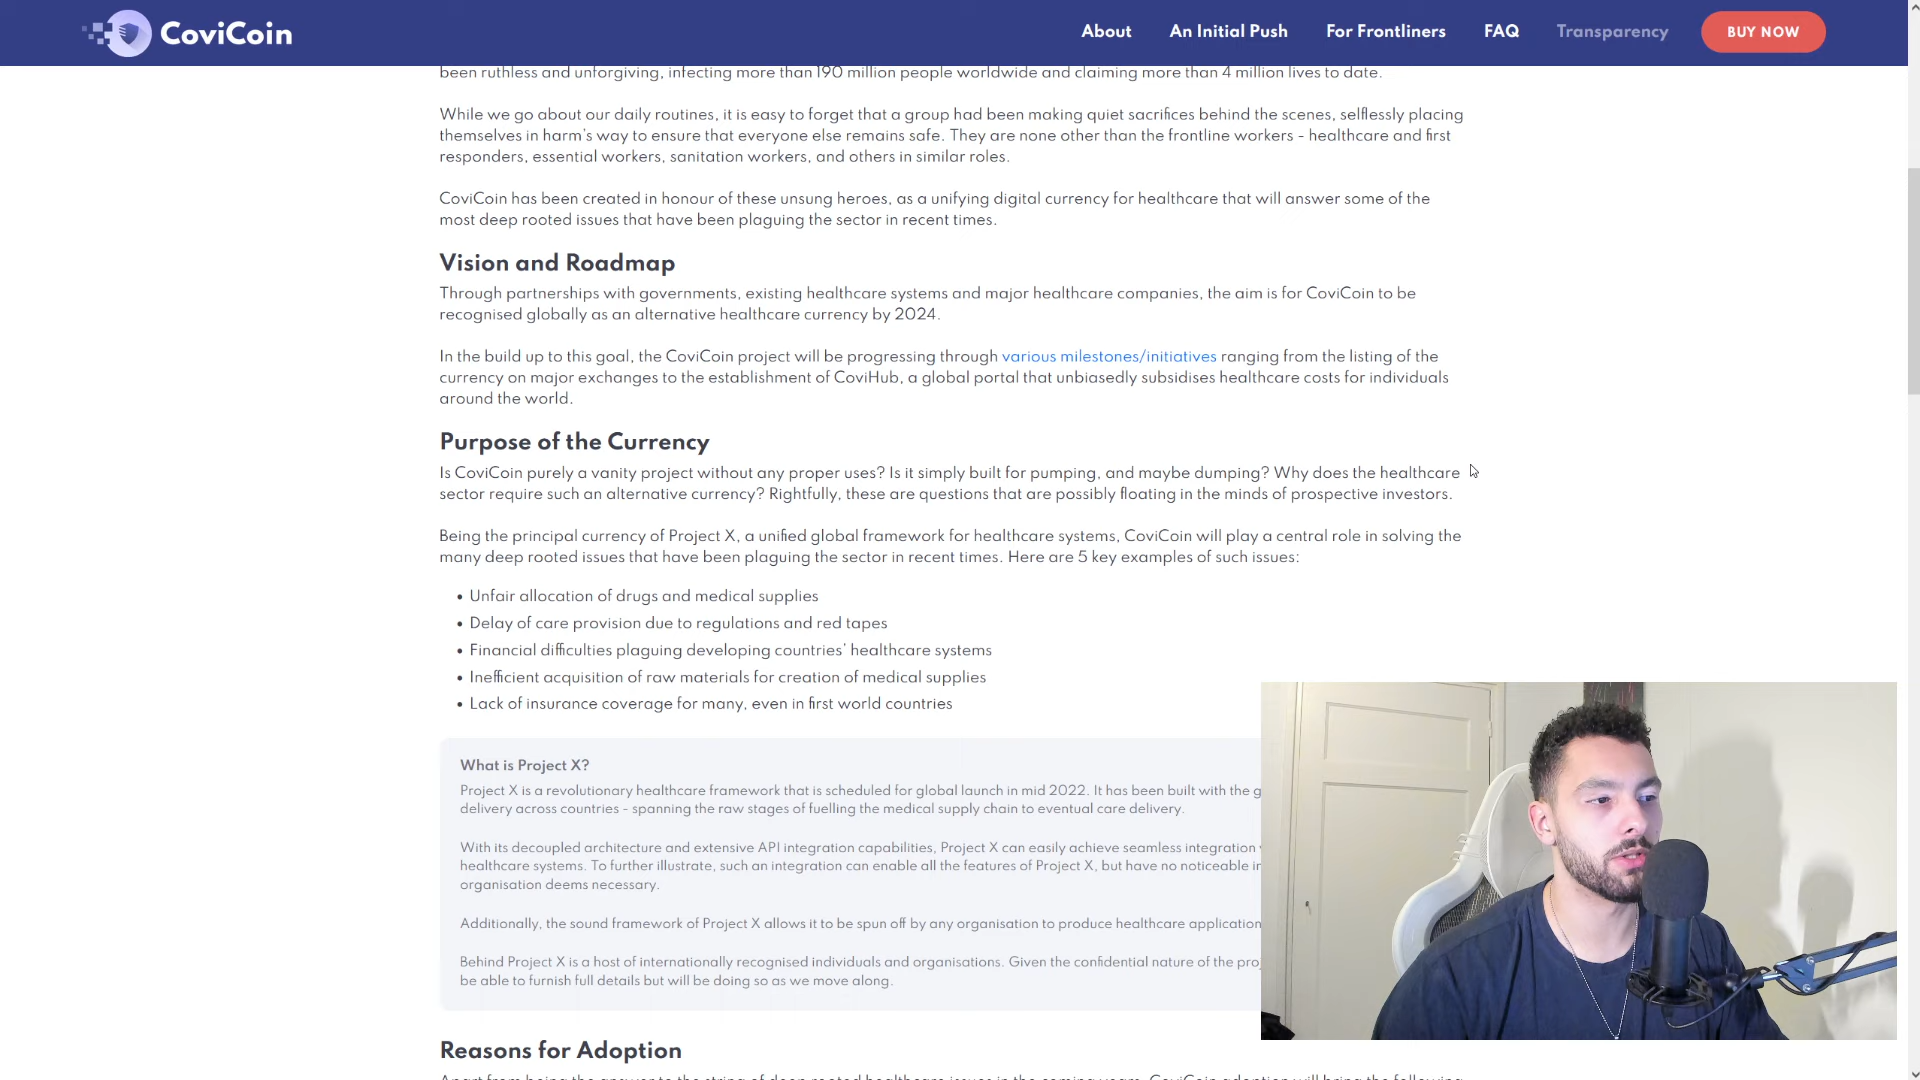 CoviCoin
About An Initial Push For Frontliners FAQ Transparency BUY NOW
been ruthless and unforgiving, infecting more than 190 million people worldwide and claiming more than 4 million lives to date.
While we go about our daily routines, it is easy to forget that a group had been making quiet sacrifices behind the scenes, selflessly placing
themselves in harm's way to ensure that everyone else remains safe. They are none other than the frontline workers - healthcare and first
responders, essential workers, sanitation workers, and others in similar roles.
CoviCoin has been created in honour of these unsung heroes, as a unifying digital currency for healthcare that will answer some of the
most deep rooted issues that have been plaguing the sector in recent times.
Vision and Roadmap
Through partnerships with governments, existing healthcare systems and major healthcare companies, the aim is for CoviCoin to be
recognised globally as an alternative healthcare currency by 2024.
In the build up to this goal, the CoviCoin project will be progressing through various milestones/initiatives ranging from the listing of the
currency on major exchanges to the establishment of CoviHub, a global portal that unbiasedly subsidises healthcare costs for individuals
around the world.
Purpose of the Currency
Is CoviCoin purely a vanity project without any proper uses? Is it simply built for pumping, and maybe dumping? Why does the healthcare
sector require such an alternative currency? Rightfully, these are questions that are possibly floating in the minds of prospective investors.
Being the principal currency of Project X, a unified global framework for healthcare systems, CoviCoin will play a central role in solving the
many deep rooted issues that have been plaguing the sector in recent times. Here are 5 key examples of such issues:
• Unfair allocation of drugs and medical supplies
• Delay of care provision due to regulations and red tapes
• Financial difficulties plaguing developing countries' healthcare systems
• Inefficient acquisition of raw materials for creation of medical supplies
• Lack of insurance coverage for many, even in first world countries
What is Project X?
Project X is a revolutionary healthcare framework that is scheduled for global launch in mid 2022. It has been built with the g
delivery across countries - spanning the raw stages of fuelling the medical supply chain to eventual care delivery.
With its decoupled architecture and extensive API integration capabilities, Project X can easily achieve seamless integration
healthcare systems. To further illustrate, such an integration can enable all the features of Project X, but have no noticeable in
organisation deems necessary.
Additionally, the sound framework of Project X allows it to be spun off by any organisation to produce healthcare application
Behind Project X is a host of internationally recognised individuals and organisations. Given the confidential nature of the proj
be able to furnish full details but will be doing so as we move along.
Reasons for Adoption